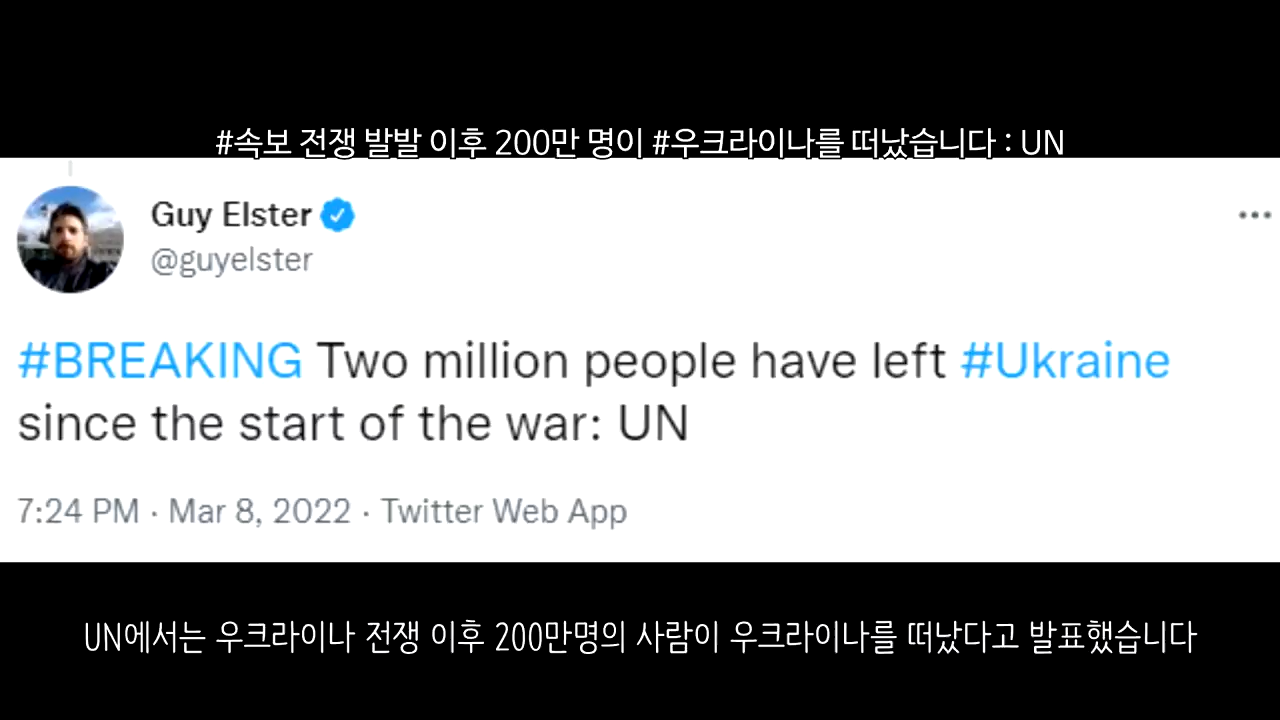 #속보 전쟁 발발 이후 200만 명이 #우크라이나를 떠났습니다 : UN
Guy Elster
@guyelster
#BREAKING Two million people have left #Ukraine
since the start of the war: UN
7:24 PM · Mar 8, 2022 · Twitter Web App
UN에서는 우크라이나 전쟁 이후 200만명의 사람이 우크라이나를 떠났다고 발표했습니다